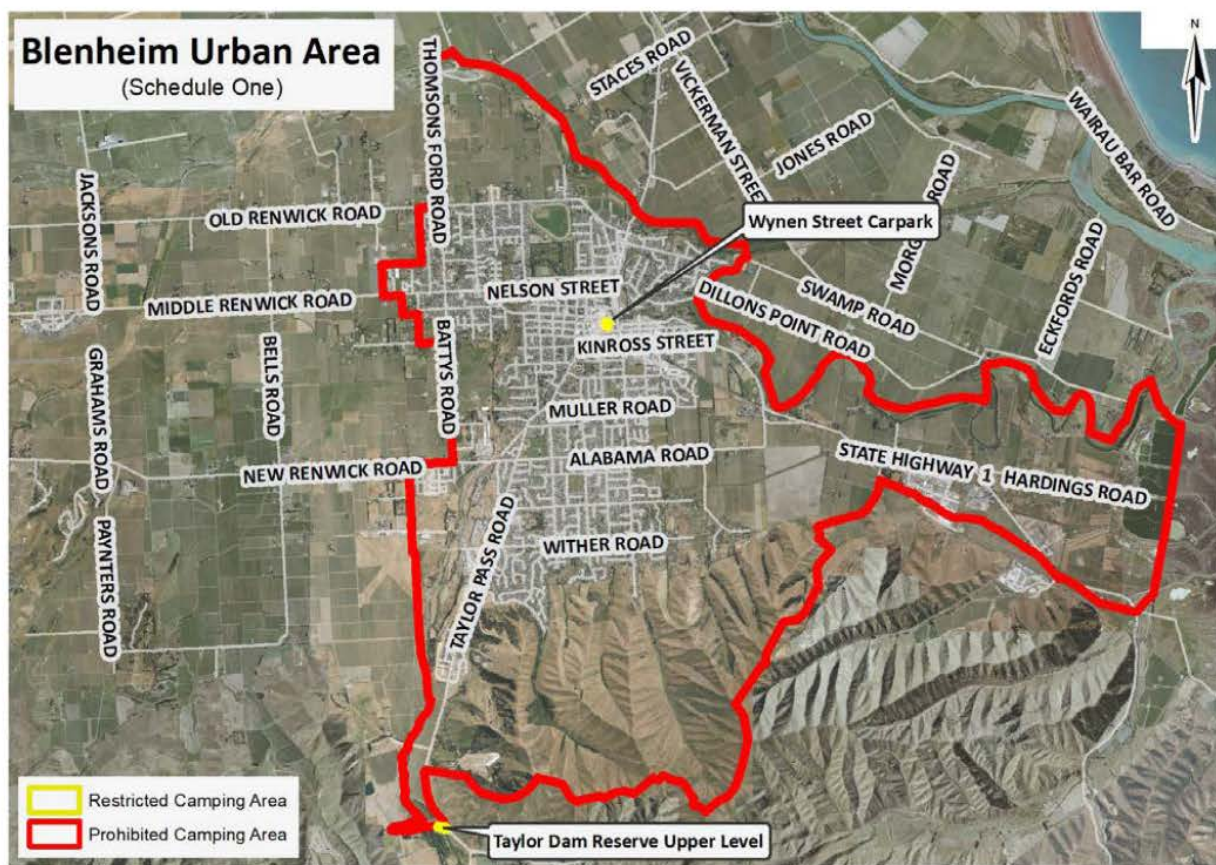 Blenheim Urban Area
(Schedule One)
N
THOMSONS FORD ROAD
STACES ROAD
VICKERMAN STREET
JONES ROAD
WAIRAU BAR ROAD
JACKSONS ROAD
OLD RENWICK ROAD
Wynen Street Carpark
MORG
ROAD
ECKFORDS ROAD
MIDDLE RENWICK ROAD
NELSON STREET
SWAMP ROAD
DILLONS POINT ROAD
KINROSS STREET
BELLS ROAD
BATTYS ROAD
GRAHAMS ROAD
MULLER ROAD
ALABAMA ROAD
NEW RENWICK ROAD
STATE HIGHWAY 1
HARDINGS ROAD
PAYNTERS ROAD
WITHER ROAD
TAYLOR PASS ROAD
Restricted Camping Area
Prohibited Camping Area
Taylor Dam Reserve Upper Level